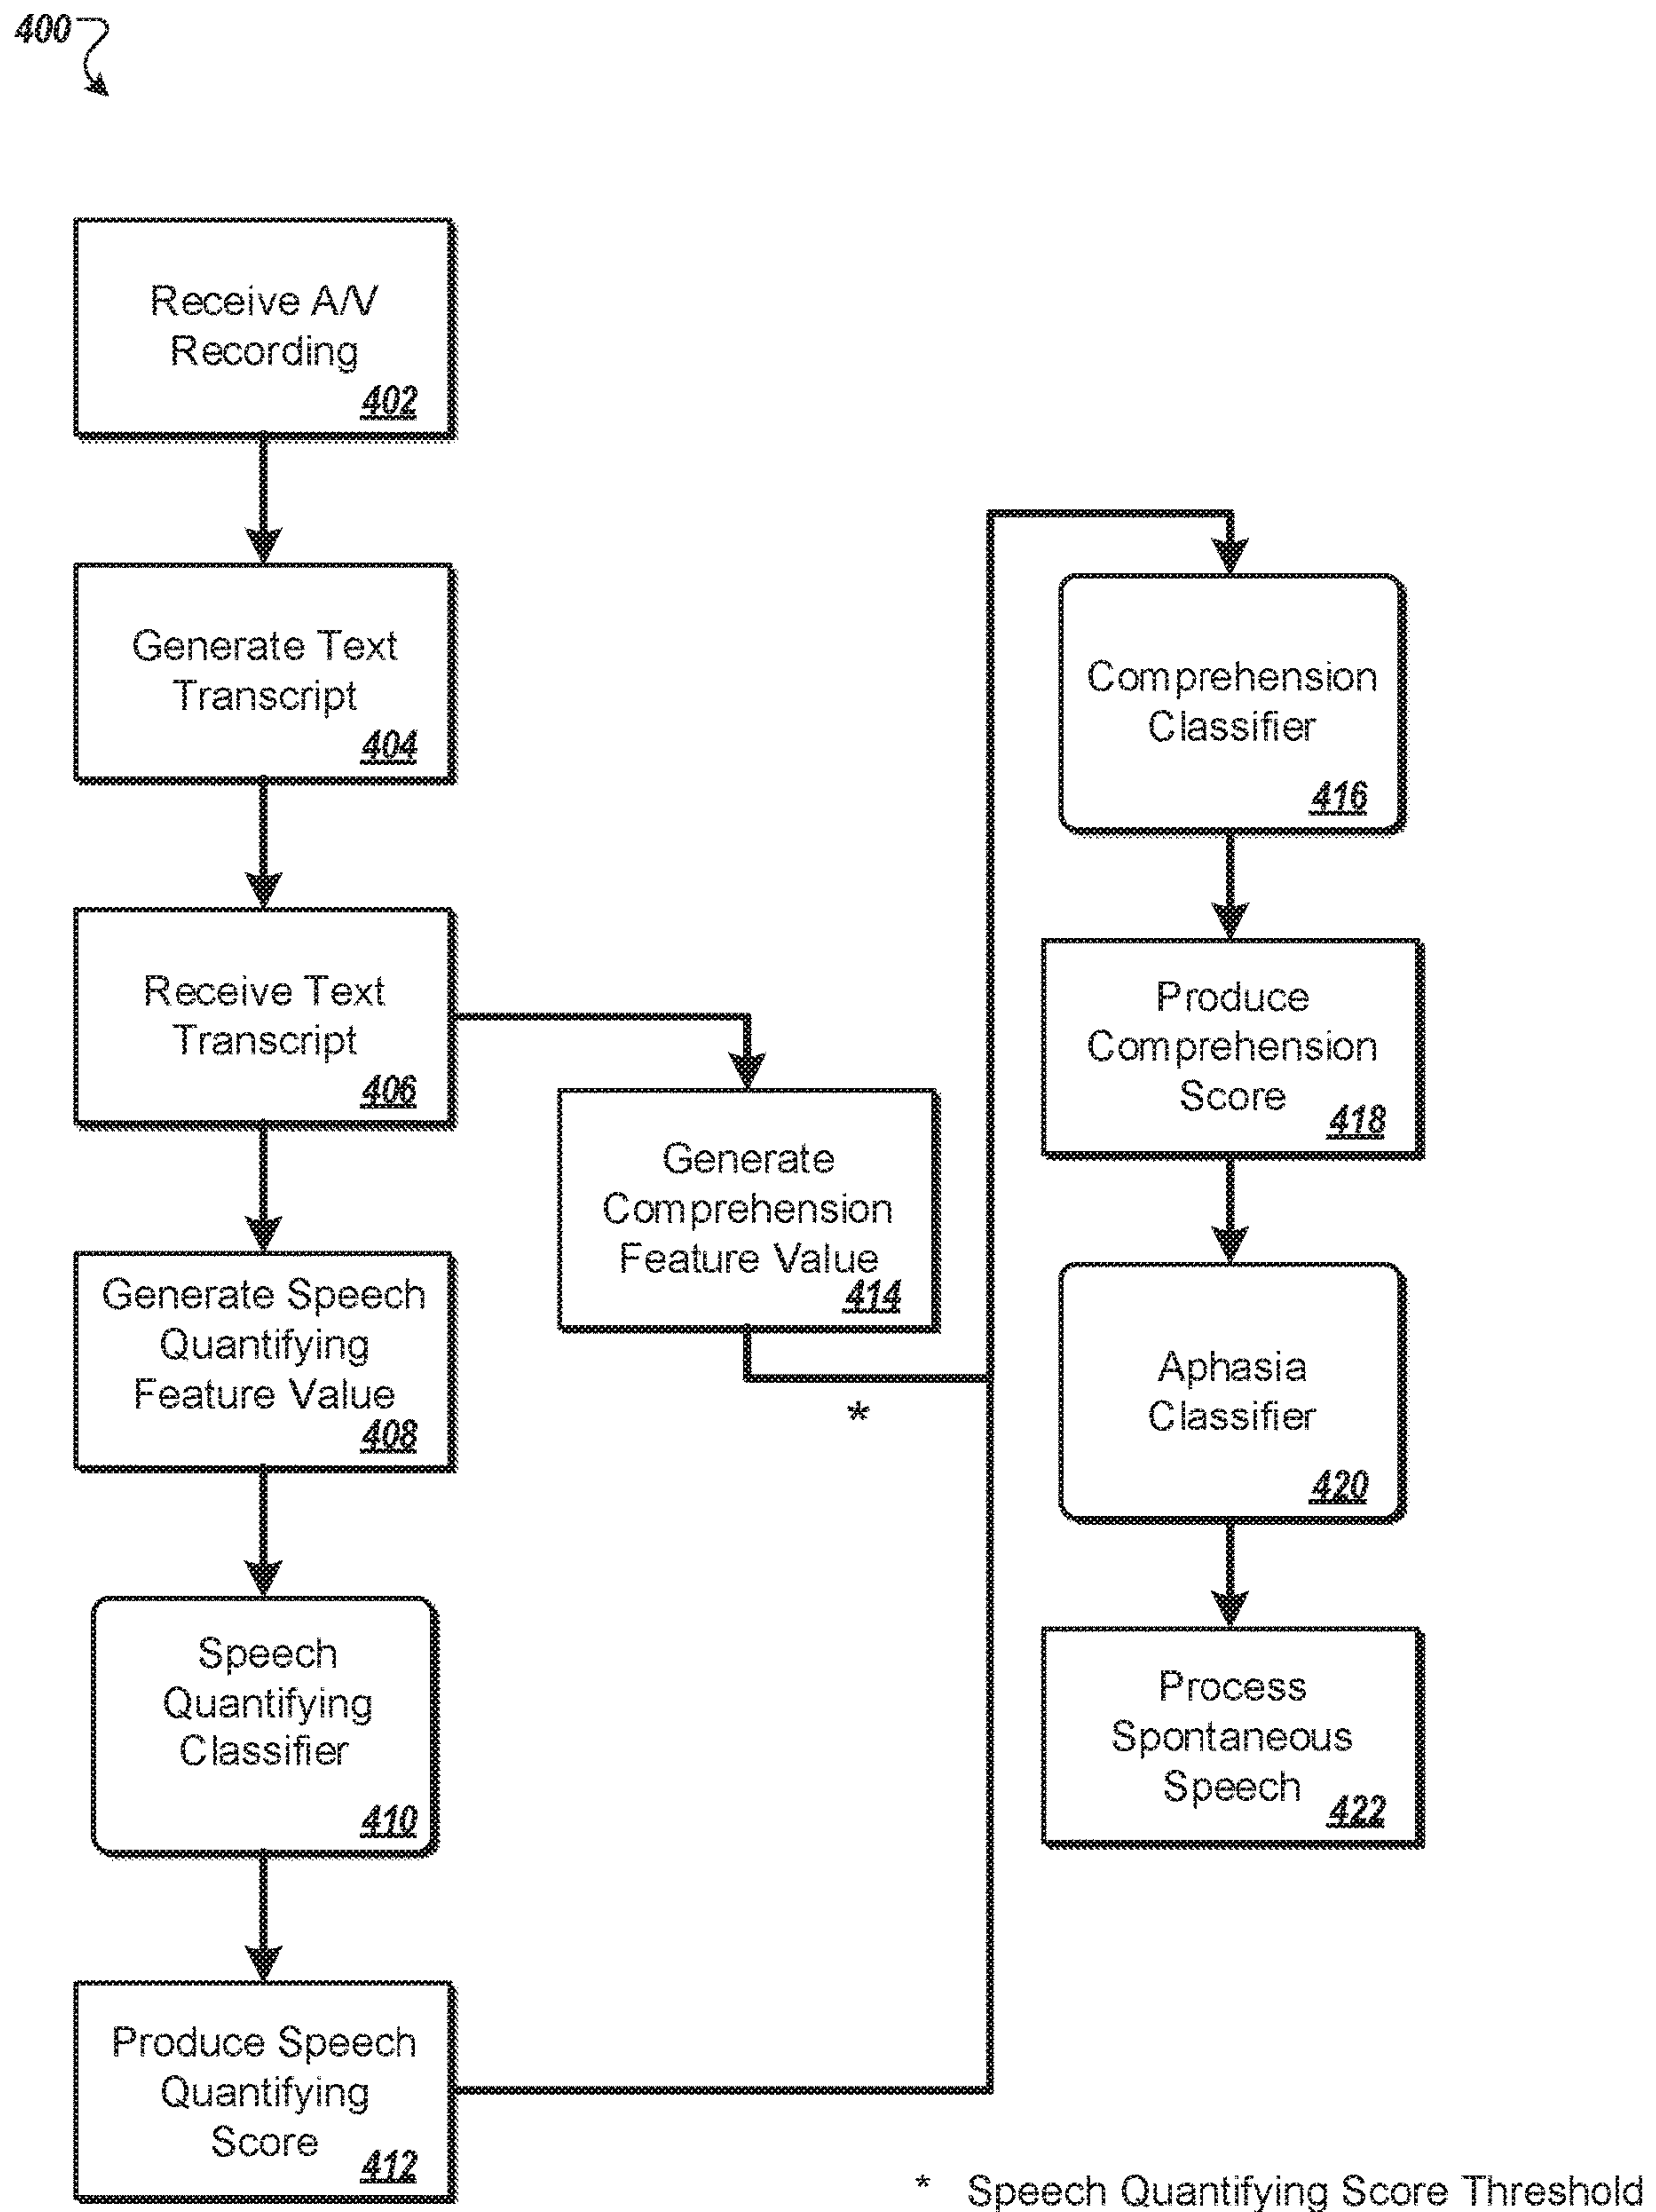 400
Receive A/V
Recording
402
Generate Text
Transcript
404
Receive Text
Transcript
406
Generate Speech
Quantifying
Feature Value
408
Speech
Quantifying
Classifier
410
Produce Speech
Quantifying
Score
412
Generate
Comprehension
Feature Value
414
*
Comprehension
Classifier
416
Produce
Comprehension
Score
418
Aphasia
Classifier
420
Process
Spontaneous
Speech
422
* Speech Quantifying Score Threshold